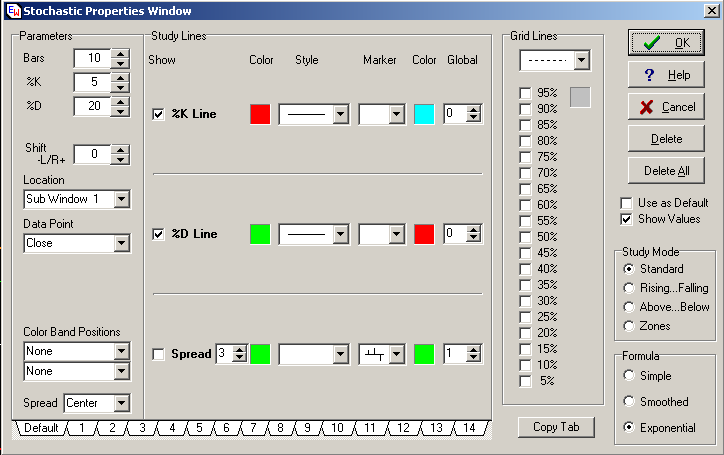 EW Stochastic Properties Window
Parameters
Bars 10
%K 5
%D 20
Shift
-L/R+ 0
Location
Sub Window 1
Data Point
Close
Color Band Positions
None
None
Spread Center
Study Lines
Show Color Style Marker Color Global
%K Line 0
%D Line 0
Spread 3 1
Grid Lines
95%
90%
85%
80%
75%
70%
65%
60%
55%
50%
45%
40%
35%
30%
25%
20%
15%
10%
5%
Copy Tab
OK
? Help
Cancel
Delete
Delete All
Use as Default
Show Values
Study Mode
Standard
Rising...Falling
Above...Below
Zones
Formula
Simple
Smoothed
Exponential
Default 1 2 3 4 5 6 7 8 9 10 11 12 13 14